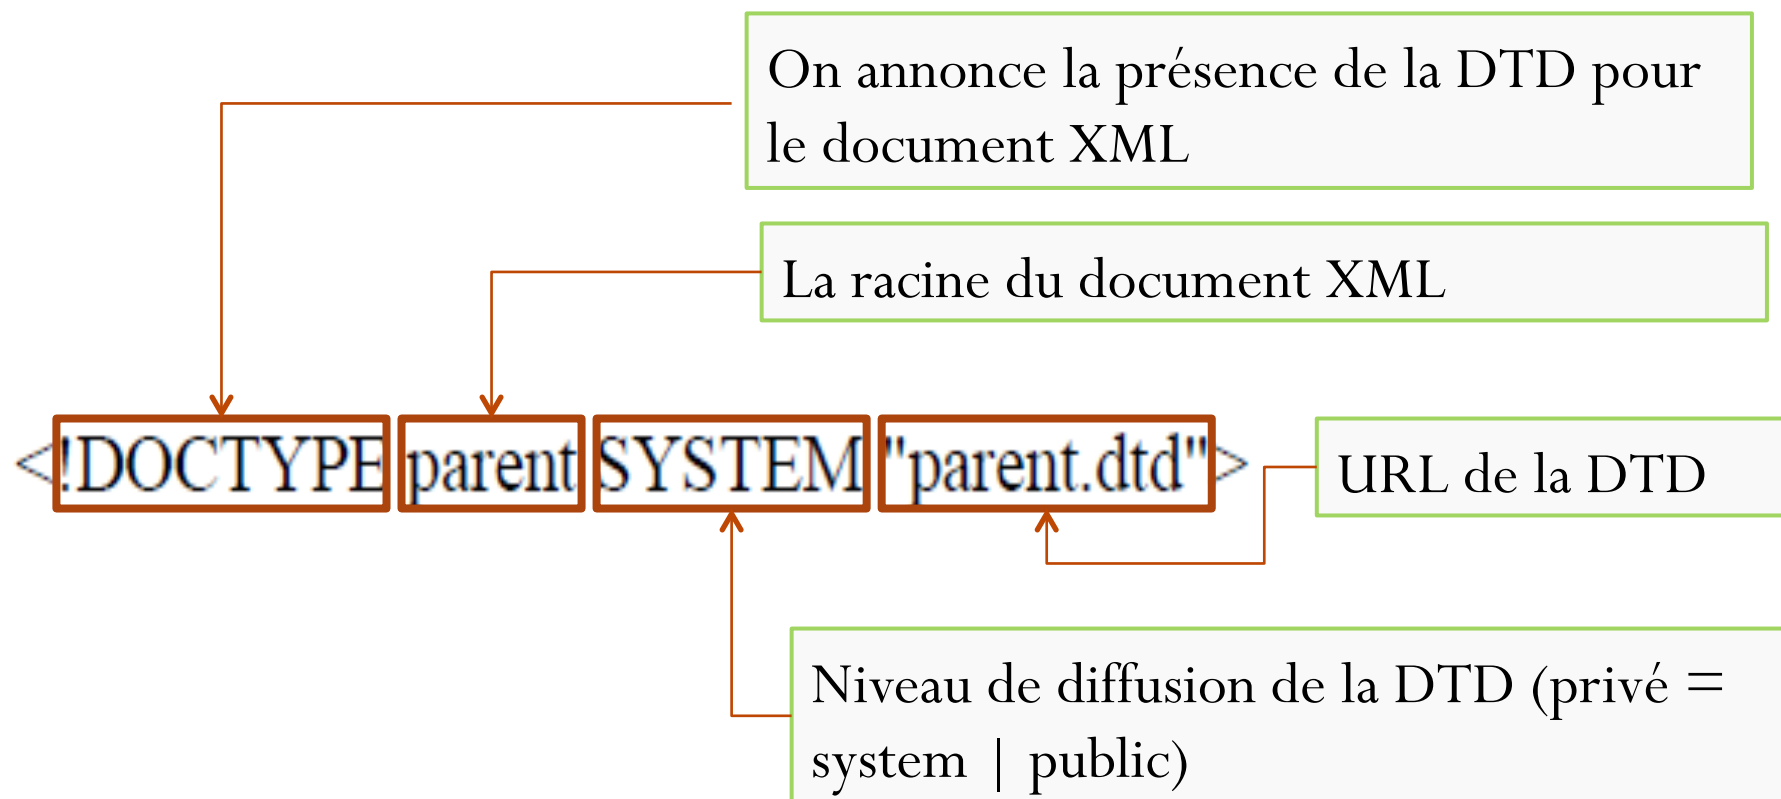 On annonce la présence de la DTD pour
le document XML
La racine du document XML
<!DOCTYPE parent SYSTEM "parent.dtd">
URL de la DTD
Niveau de diffusion de la DTD (privé =
system | public)